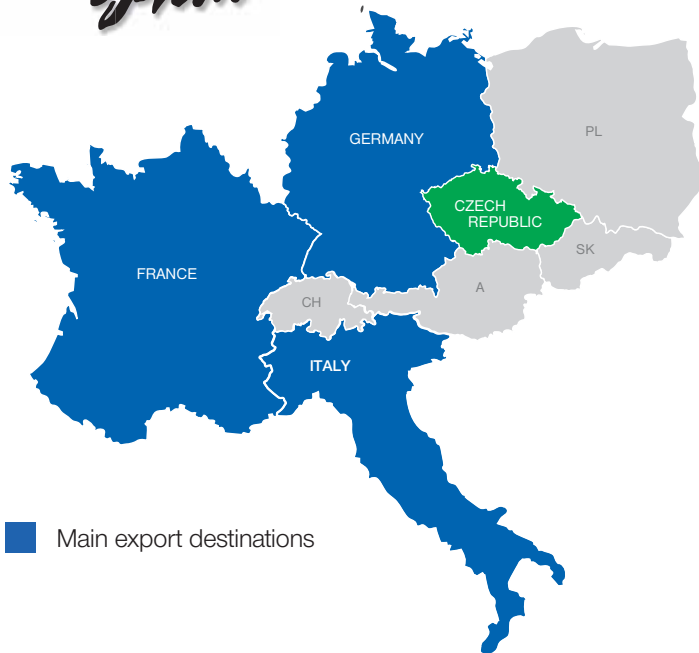 GERMANY
PL
CZECH
REPUBLIC
SK
FRANCE
A
CH
ITALY
Main export destinations